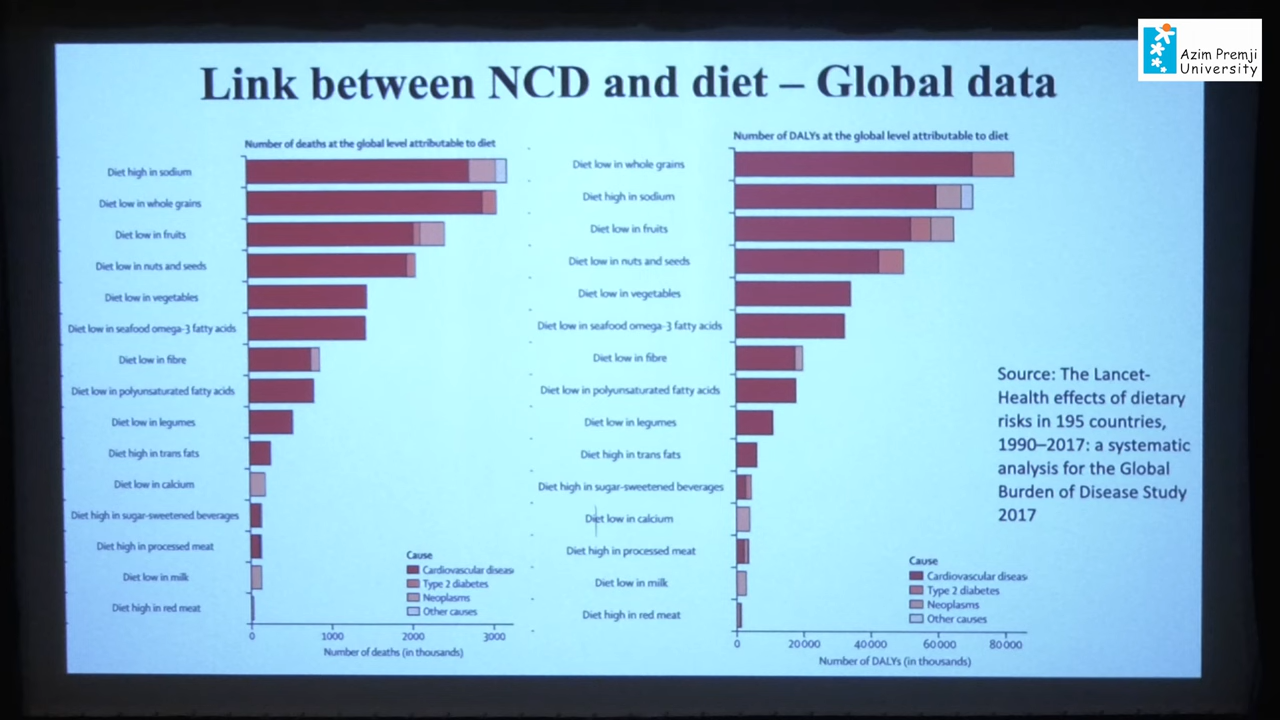 Azim Premji
University
Link between NCD and diet – Global data
Number of deaths at the global level attributable to diet
Diet high in sodium
Diet low in whole grains
Diet low in fruits
Diet low in nuts and seeds
Diet low in vegetables
Diet low in seafood omega-3 fatty acids
Diet low in fibre
Diet low in polyunsaturated fatty acids
Diet low in legumes
Diet high in trans fats
Diet low in calcium
Diet high in sugar-sweetened beverages
Diet high in processed meat
Diet low in milk
Diet high in red meat
Cause
Cardiovascular diseas
Type 2 diabetes
Neoplasms
Other causes
0 1000 2000 3000
Number of deaths (in thousands)
Number of DALYs at the global level attributable to diet
Diet low in whole grains
Diet high in sodium
Diet low in fruits
Diet low in nuts and seeds
Diet low in vegetables
Diet low in seafood omega-3 fatty acids
Diet low in fibre
Diet low in polyunsaturated fatty acids
Diet low in legumes
Diet high in trans fats
Diet high in sugar-sweetened beverages
Diet low in calcium
Diet high in processed meat
Diet low in milk
Diet high in red meat
Cause
Cardiovascular diseas
Type 2 diabetes
Neoplasms
Other causes
0 20000 40000 60000 80000
Number of DALYs (in thousands)
Source: The Lancet-
Health effects of dietary
risks in 195 countries,
1990–2017: a systematic
analysis for the Global
Burden of Disease Study
2017